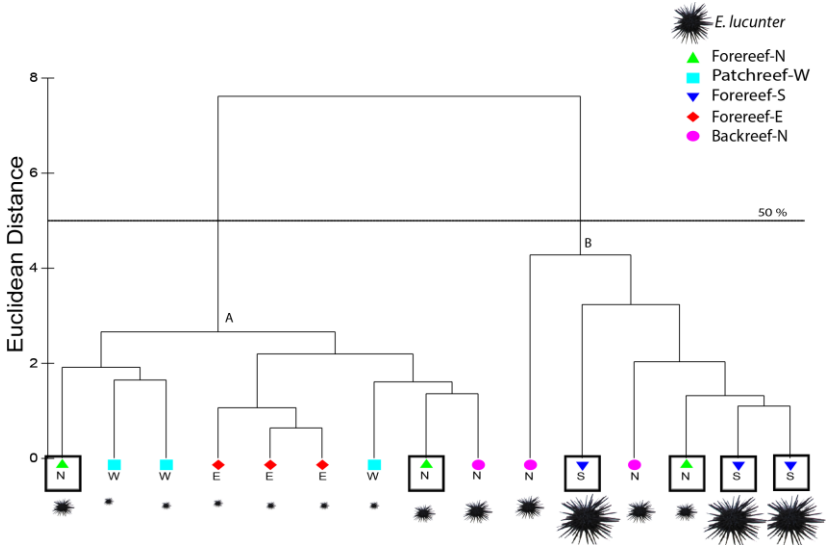 E. lucunter
Forereef-N
Patchreef-W
Forereef-S
Forereef-E
Backreef-N
Euclidean Distance
8
6
4
2
0
50 %
A
B
N W W E E E W N N N S N N S S